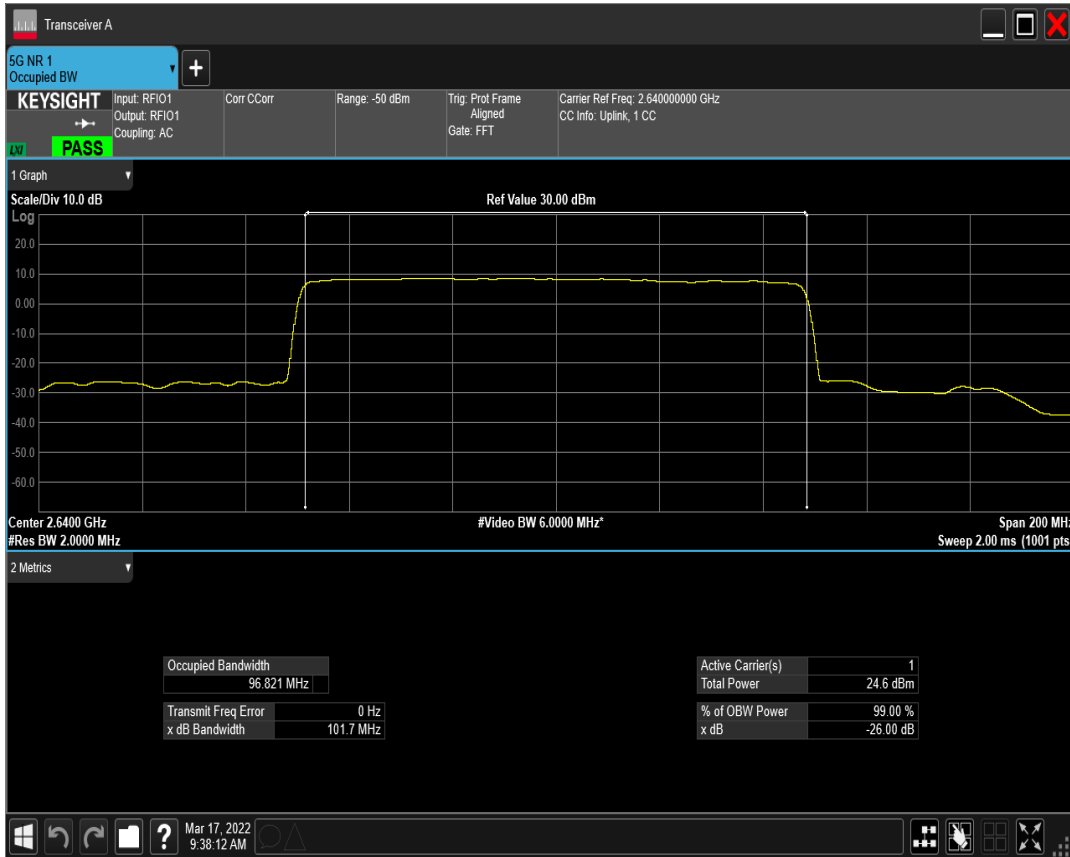 Transceiver A
5G NR 1
Occupied BW
+
KEYSIGHT
LXI
PASS
Input: RFIO1
Output: RFIO1
Coupling: AC
Corr CCorr
Range: -50 dBm
Trig: Prot Frame
Aligned
Gate: FFT
Carrier Ref Freq: 2.640000000 GHz
CC Info: Uplink, 1 CC
1 Graph
Scale/Div 10.0 dB
Ref Value 30.00 dBm
Log
20.0
10.0
0.00
-10.0
-20.0
-30.0
-40.0
-50.0
-60.0
Center 2.6400 GHz
#Video BW 6.0000 MHz*
Span 200 MHz
#Res BW 2.0000 MHz
Sweep 2.00 ms (1001 pts
2 Metrics
Occupied Bandwidth
96.821 MHz
Transmit Freq Error 0 Hz
x dB Bandwidth 101.7 MHz
Active Carrier(s) 1
Total Power 24.6 dBm
% of OBW Power 99.00 %
x dB -26.00 dB
?
Mar 17, 2022
9:38:12 AM